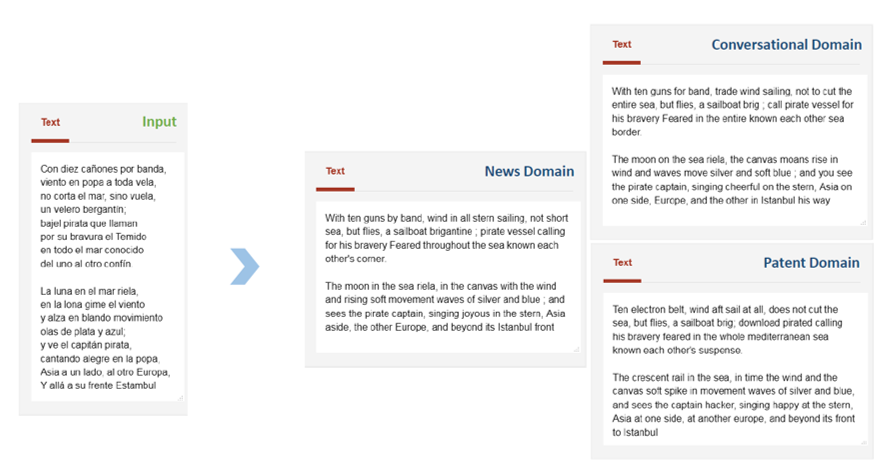 Text
Input
Con diez cañones por banda,
viento en popa a toda vela,
no corta el mar, sino vuela,
un velero bergantín;
bajel pirata que llaman
por su bravura el Temido
en todo el mar conocido
del uno al otro confín.
La luna en el mar riela,
en la lona gime el viento
y alza en blando movimiento
olas de plata y azul;
y ve el capitán pirata,
cantando alegre en la popa,
Asia a un lado, al otro Europa,
Y allá a su frente Estambul
Text
News Domain
With ten guns by band, wind in all stern sailing, not short
sea, but flies, a sailboat brigantine ; pirate vessel calling
for his bravery Feared throughout the sea known each
other's corner.
The moon in the sea riela, in the canvas with the wind
and rising soft movement waves of silver and blue ; and
sees the pirate captain, singing joyous in the stern, Asia
aside, the other Europe, and beyond its Istanbul front
Text
Conversational Domain
With ten guns for band, trade wind sailing, not to cut the
entire sea, but flies, a sailboat brig ; call pirate vessel for
his bravery Feared in the entire known each other sea
border.
The moon on the sea riela, the canvas moans rise in
wind and waves move silver and soft blue ; and you see
the pirate captain, singing cheerful on the stern, Asia on
one side, Europe, and the other in Istanbul his way
Text
Patent Domain
Ten electron belt, wind aft sail at all, does not cut the
sea, but flies, a sailboat brig; download pirated calling
his bravery feared in the whole mediterranean sea
known each other's suspense.
The crescent rail in the sea, in time the wind and the
canvas soft spike in movement waves of silver and blue,
and sees the captain hacker, singing happy at the stern,
Asia at one side, at another europe, and beyond its front
to Istanbul